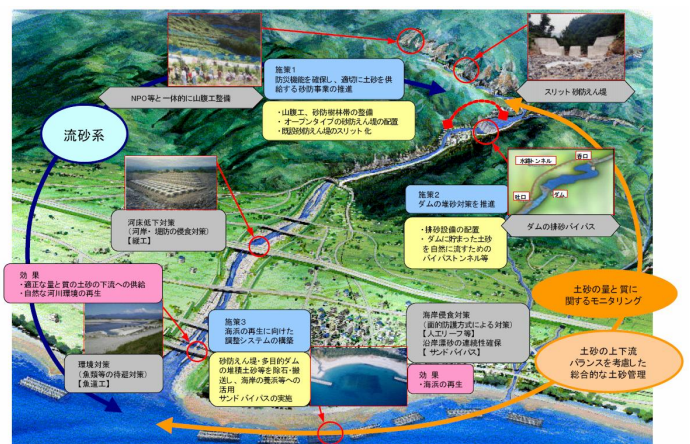 施策1
防災機能を確保し、適切に土砂を供
給する砂防事業の推進
NPO等と一体的に山腹工整備
スリット砂防えん堤
・山腹工、砂防樹林帯の整備
・オープンタイプの砂防えん堤の配置
・既設砂防えん堤のスリット化
流砂系
水路トンネル
呑口
吐口
ダム
ダムの排砂バイパス
施策2
ダムの堆砂対策を推進
・排砂設備の配置
・ダムに貯まった土砂
を自然に流すための
バイパストンネル等
河床低下対策
(河岸・堤防の侵食対策)
効果
・適正な量と質の土砂の下流への供給
・自然な河川環境の再生
土砂の量と質に
関するモニタリング
施策3
海浜の再生に向けた
調整システムの構築
海岸侵食対策
(面的防護方式による対策)
【人工リーフ等】
沿岸漂砂の連続性確保
【サンドバイパス】
土砂の上下流
バランスを考慮した
総合的な土砂管理
環境対策
(魚類等の待避対策)
【魚道工】
砂防えん堤・多目的ダム
の堆積土砂等を除石・搬
送し、海岸の養浜等への
活用
サンドバイパスの実施
効果
・海浜の再生